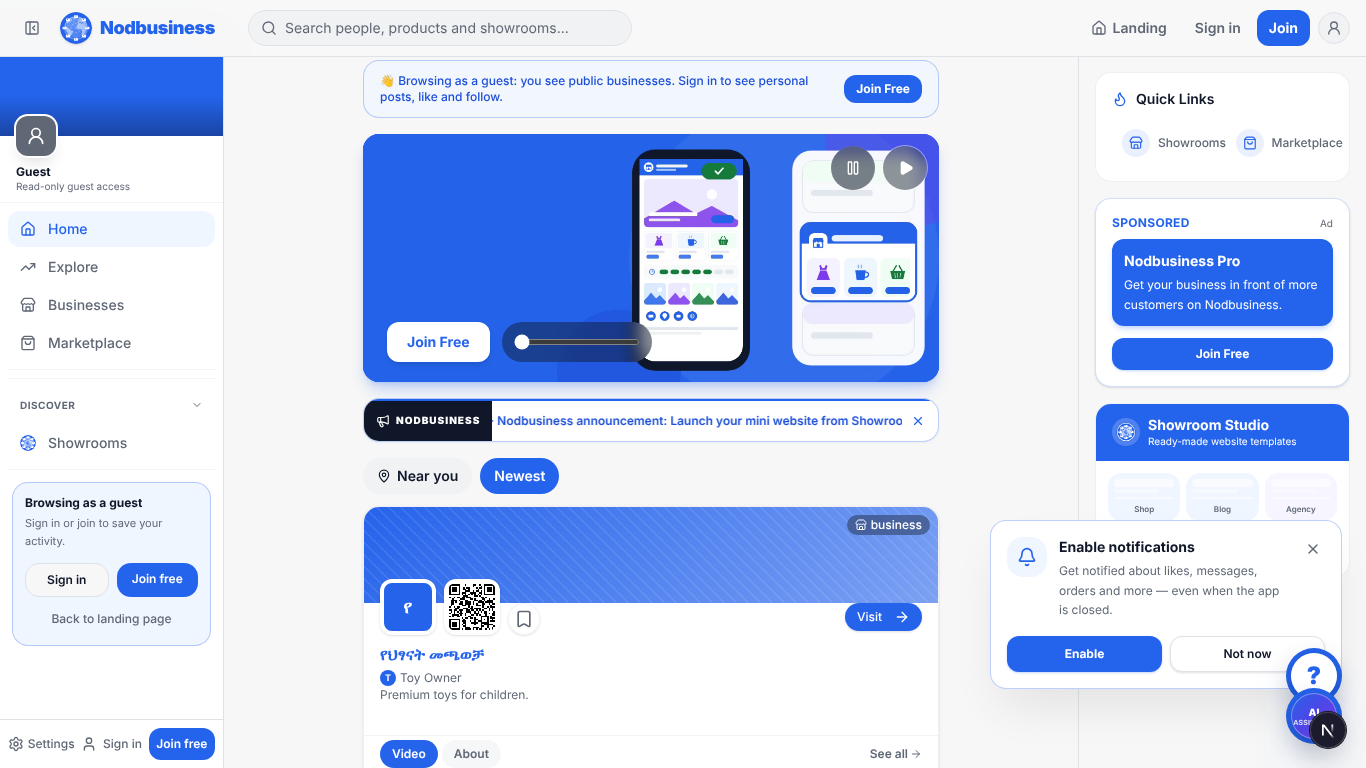 Nodbusiness
Search people, products and showrooms...
Landing
Sign in
Join
Guest
Read-only guest access
Home
Explore
Businesses
Marketplace
DISCOVER
Showrooms
Browsing as a guest
Sign in or join to save your
activity.
Sign in
Join free
Back to landing page
Settings
Sign in
Join free
👋 Browsing as a guest: you see public businesses. Sign in to see personal
posts, like and follow.
Join Free
Join Free
NODBUSINESS
Nodbusiness announcement: Launch your mini website from Showroo
Near you
Newest
business
የ
Visit
የህፃናት መጫወቻ
T Toy Owner
Premium toys for children.
Video
About
See all
Quick Links
Showrooms
Marketplace
SPONSORED
Ad
Nodbusiness Pro
Get your business in front of more
customers on Nodbusiness.
Join Free
Showroom Studio
Ready-made website templates
Shop
Blog
Agency
Enable notifications
Get notified about likes, messages,
orders and more — even when the app
is closed.
Enable
Not now
?
AI
N